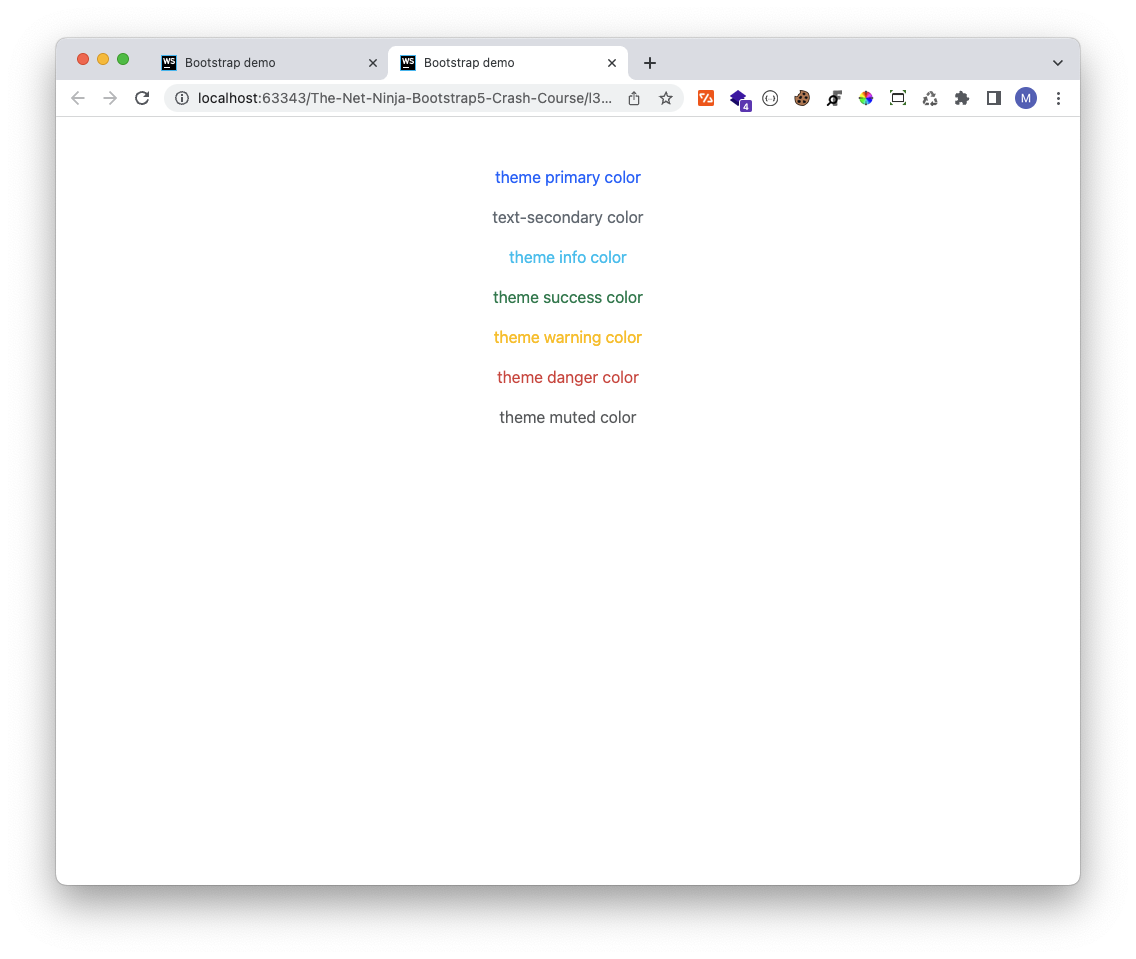 WS Bootstrap demo WS Bootstrap demo
localhost:63343/The-Net-Ninja-Bootstrap5-Crash-Course/l3... 4 M
theme primary color
text-secondary color
theme info color
theme success color
theme warning color
theme danger color
theme muted color